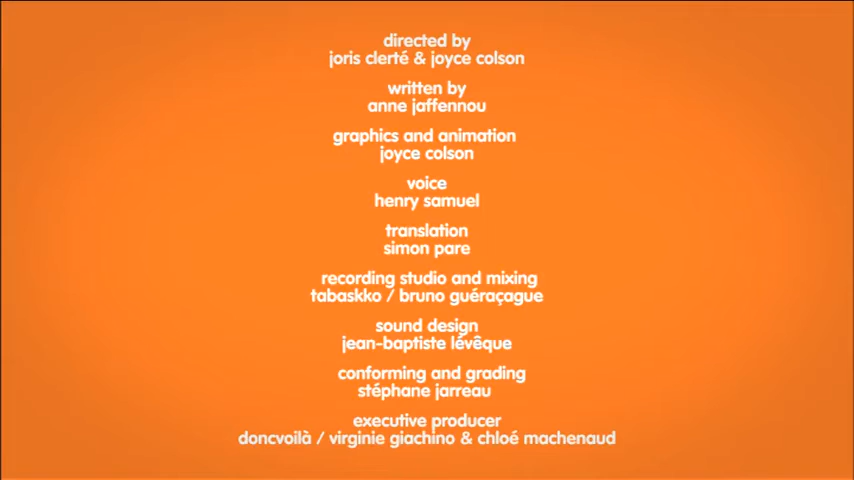 directed by
joris clerté & joyce colson
written by
anne jaffennou
graphics and animation
joyce colson
voice
henry samuel
translation
simon pare
recording studio and mixing
tabaskko / bruno guéraçague
sound design
jean-baptiste lévêque
conforming and grading
stéphane jarreau
executive producer
doncvoilà / virginie giachino & chloé machenaud